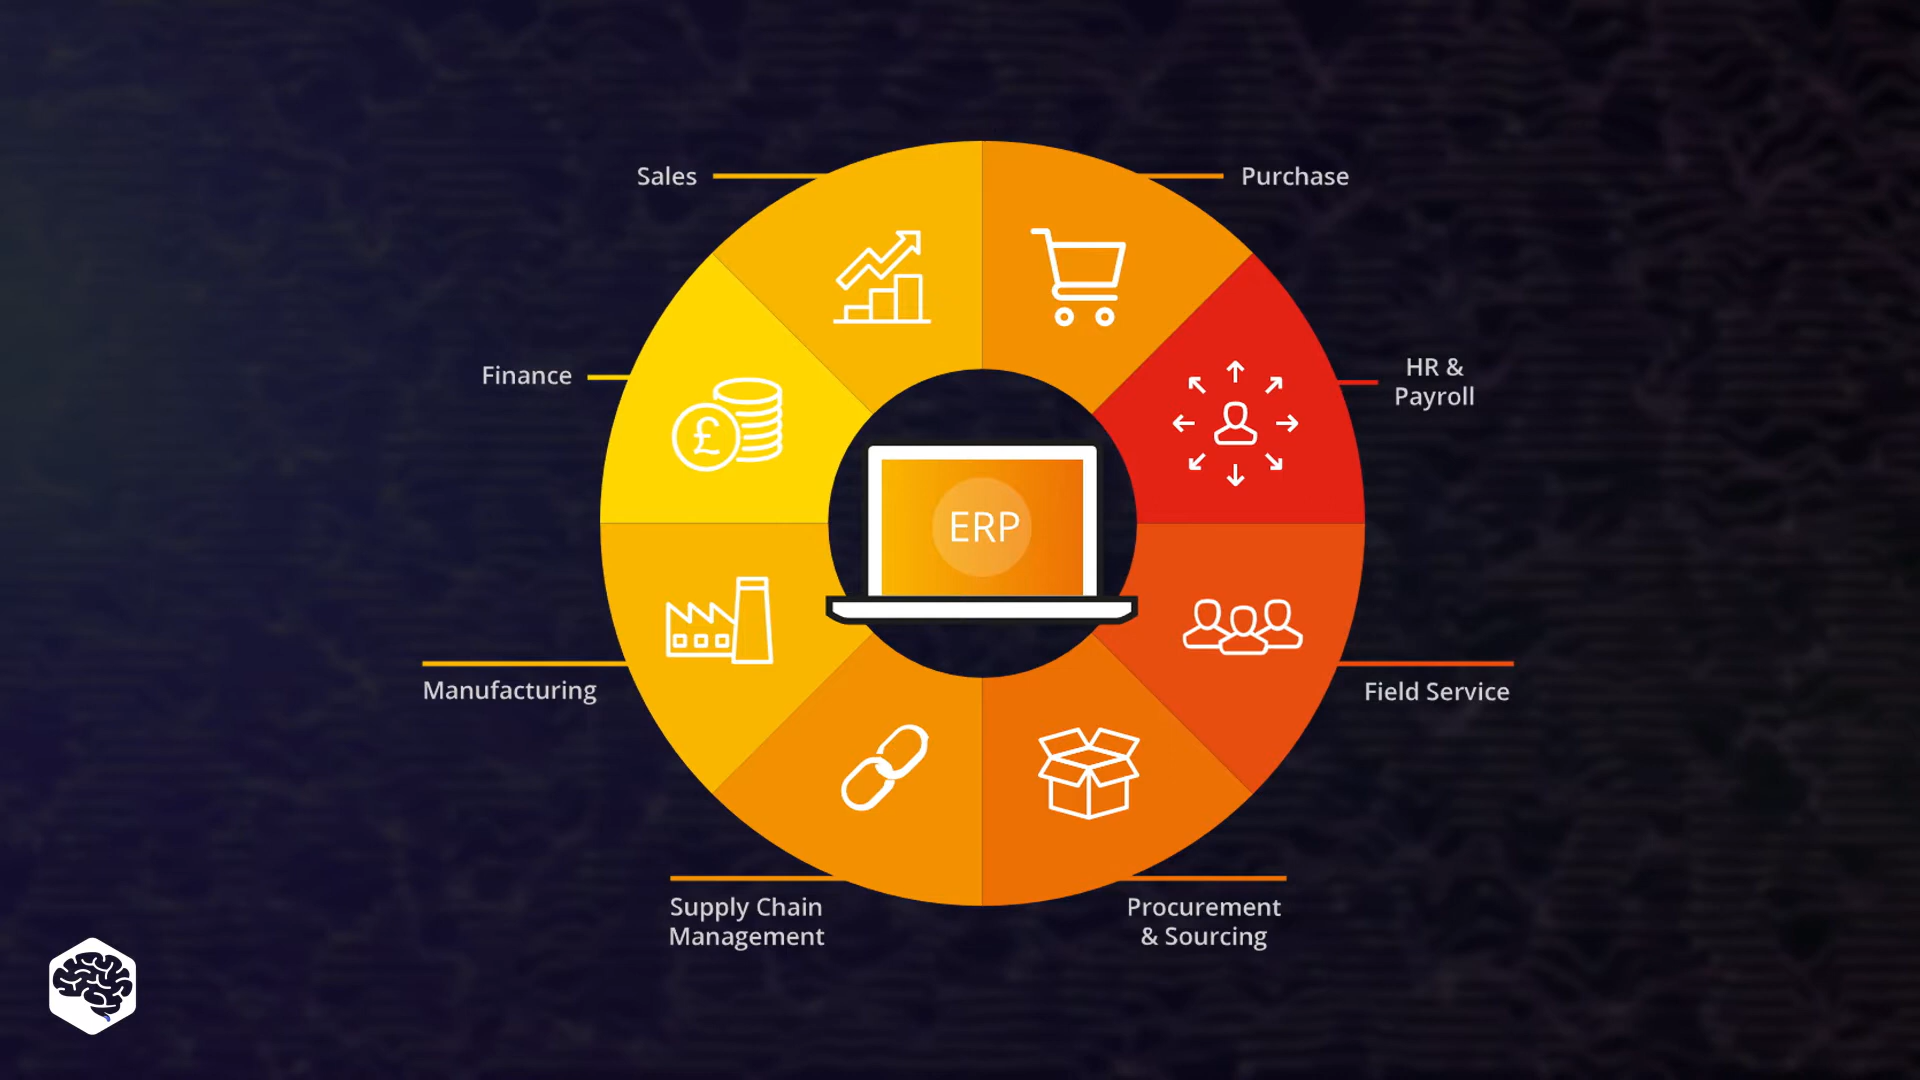 Sales
Purchase
Finance
HR &
Payroll
£
ERP
Manufacturing
Field Service
Supply Chain
Management
Procurement
& Sourcing